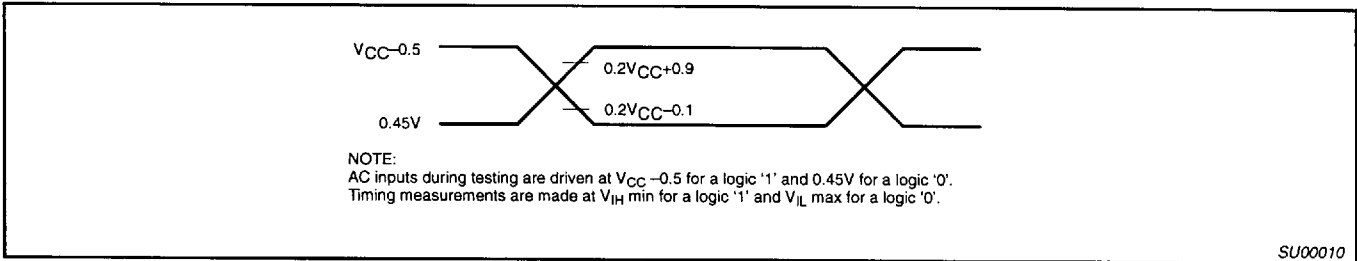 VCC–0.5
0.2VCC+0.9
0.2VCC–0.1
0.45V
NOTE:
AC inputs during testing are driven at VCC –0.5 for a logic '1' and 0.45V for a logic '0'.
Timing measurements are made at VIH min for a logic '1' and VIL max for a logic '0'.
SU00010